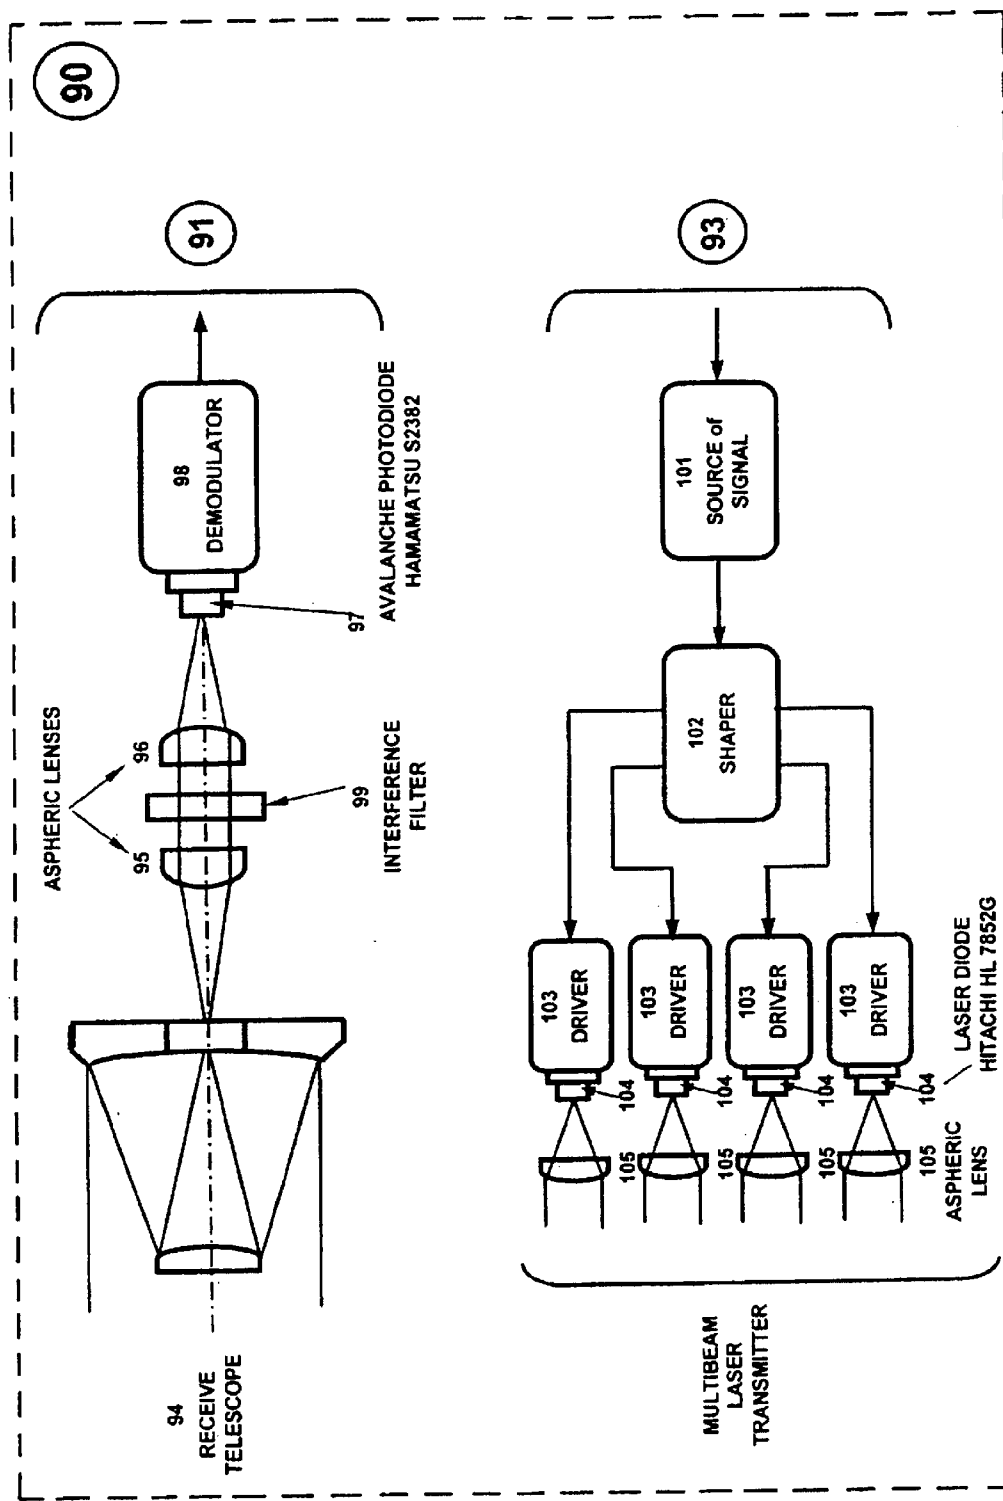 90
91
98
DEMODULATOR
AVALANCHE PHOTODIODE
HAMAMATSU S2382
97
ASPHERIC LENSES
96
95
99
INTERFERENCE
FILTER
94
RECEIVE
TELESCOPE
93
101
SOURCE of
SIGNAL
102
SHAPER
103
DRIVER
103
DRIVER
103
DRIVER
103
DRIVER
104
104
104
104
LASER DIODE
HITACHI HL 7852G
105
105
105
105
ASPHERIC
LENS
MULTIBEAM
LASER
TRANSMITTER